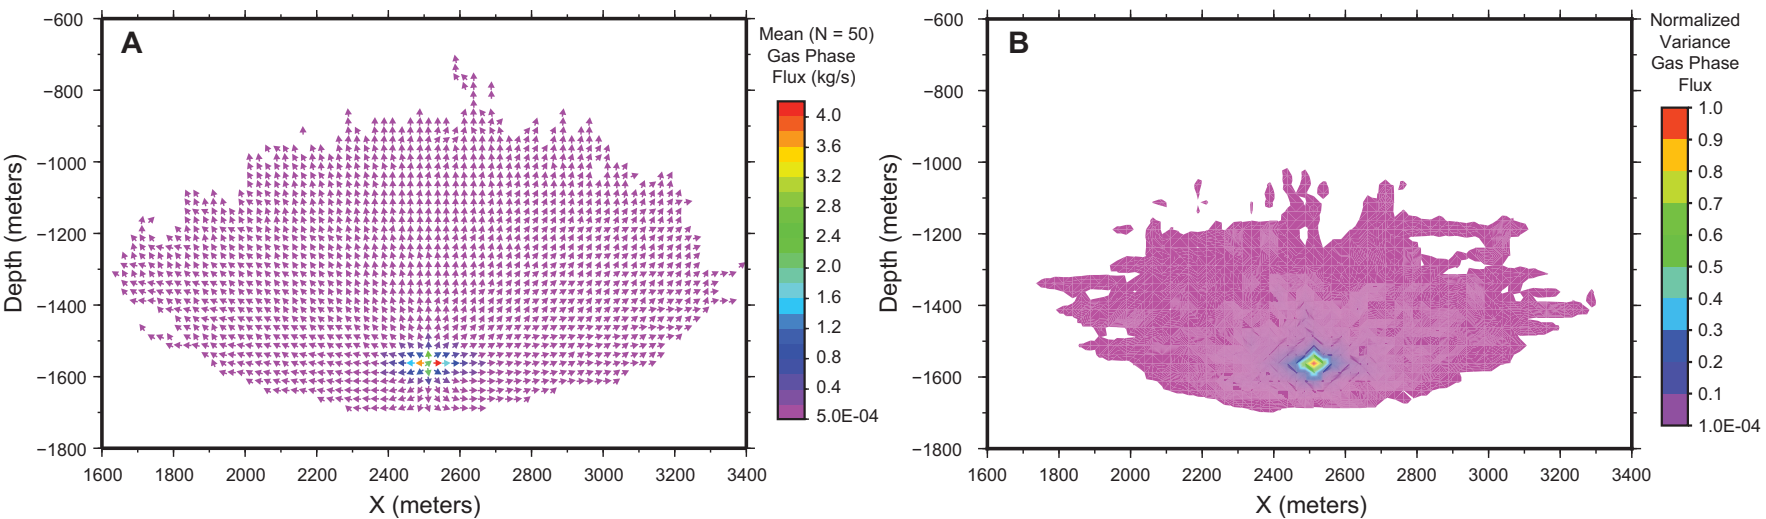 A
−600
−800
−1000
−1200
−1400
−1600
−1800
Depth (meters)
1600 1800 2000 2200 2400 2600 2800 3000 3200 3400
X (meters)
Mean (N = 50)
Gas Phase
Flux (kg/s)
4.0
3.6
3.2
2.8
2.4
2.0
1.6
1.2
0.8
0.4
5.0E-04
B
−600
−800
−1000
−1200
−1400
−1600
−1800
Depth (meters)
1600 1800 2000 2200 2400 2600 2800 3000 3200 3400
X (meters)
Normalized
Variance
Gas Phase
Flux
1.0
0.9
0.8
0.7
0.6
0.5
0.4
0.3
0.2
0.1
1.0E-04